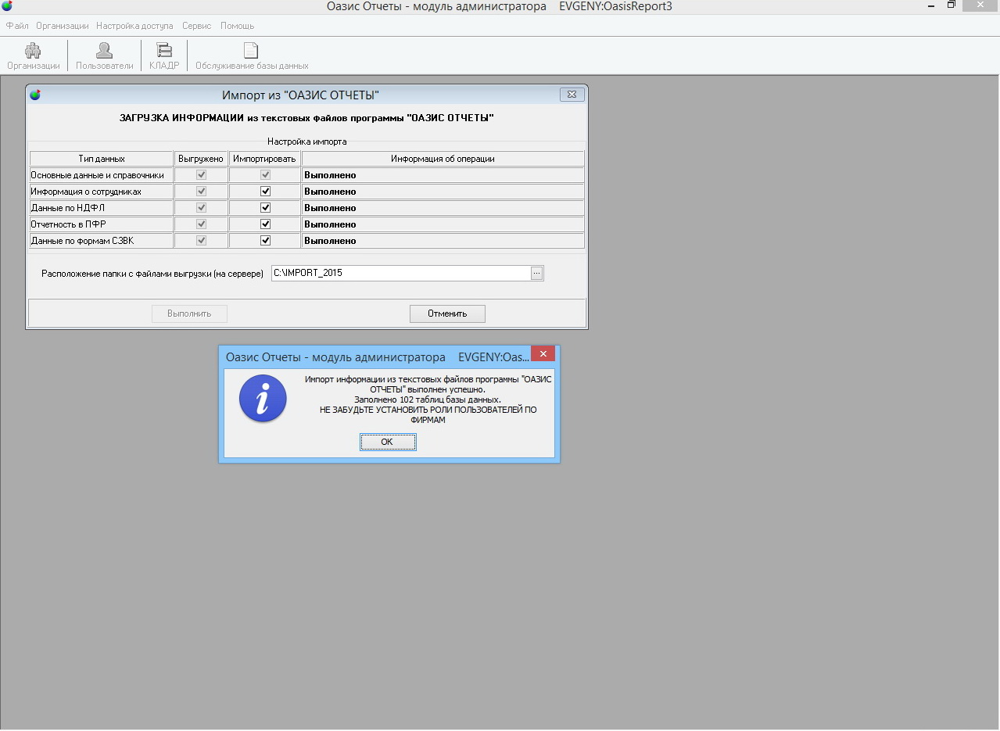 Оазис Отчеты - модуль администратора EVGENY:OasisReport3
Файл Организации Настройка доступа Сервис Помощь
Организации Пользователи КЛАДР Обслуживание базы данных
Импорт из "ОАЗИС ОТЧЕТЫ"
ЗАГРУЗКА ИНФОРМАЦИИ из текстовых файлов программы "ОАЗИС ОТЧЕТЫ"
Настройка импорта
Тип данных Выгружено Импортировать Информация об операции
Основные данные и справочники Выполнено
Информация о сотрудниках Выполнено
Данные по НДФЛ Выполнено
Отчетность в ПФР Выполнено
Данные по формам СЗВК Выполнено
Расположение папки с файлами выгрузки (на сервере) C:\IMPORT_2015 ...
Выполнить Отменить
Оазис Отчеты - модуль администратора EVGENY:Oas...
Импорт информации из текстовых файлов программы "ОАЗИС
ОТЧЕТЫ" выполнен успешно.
Заполнено 102 таблиц базы данных.
НЕ ЗАБУДЬТЕ УСТАНОВИТЬ РОЛИ ПОЛЬЗОВАТЕЛЕЙ ПО
ФИРМАМ
OK